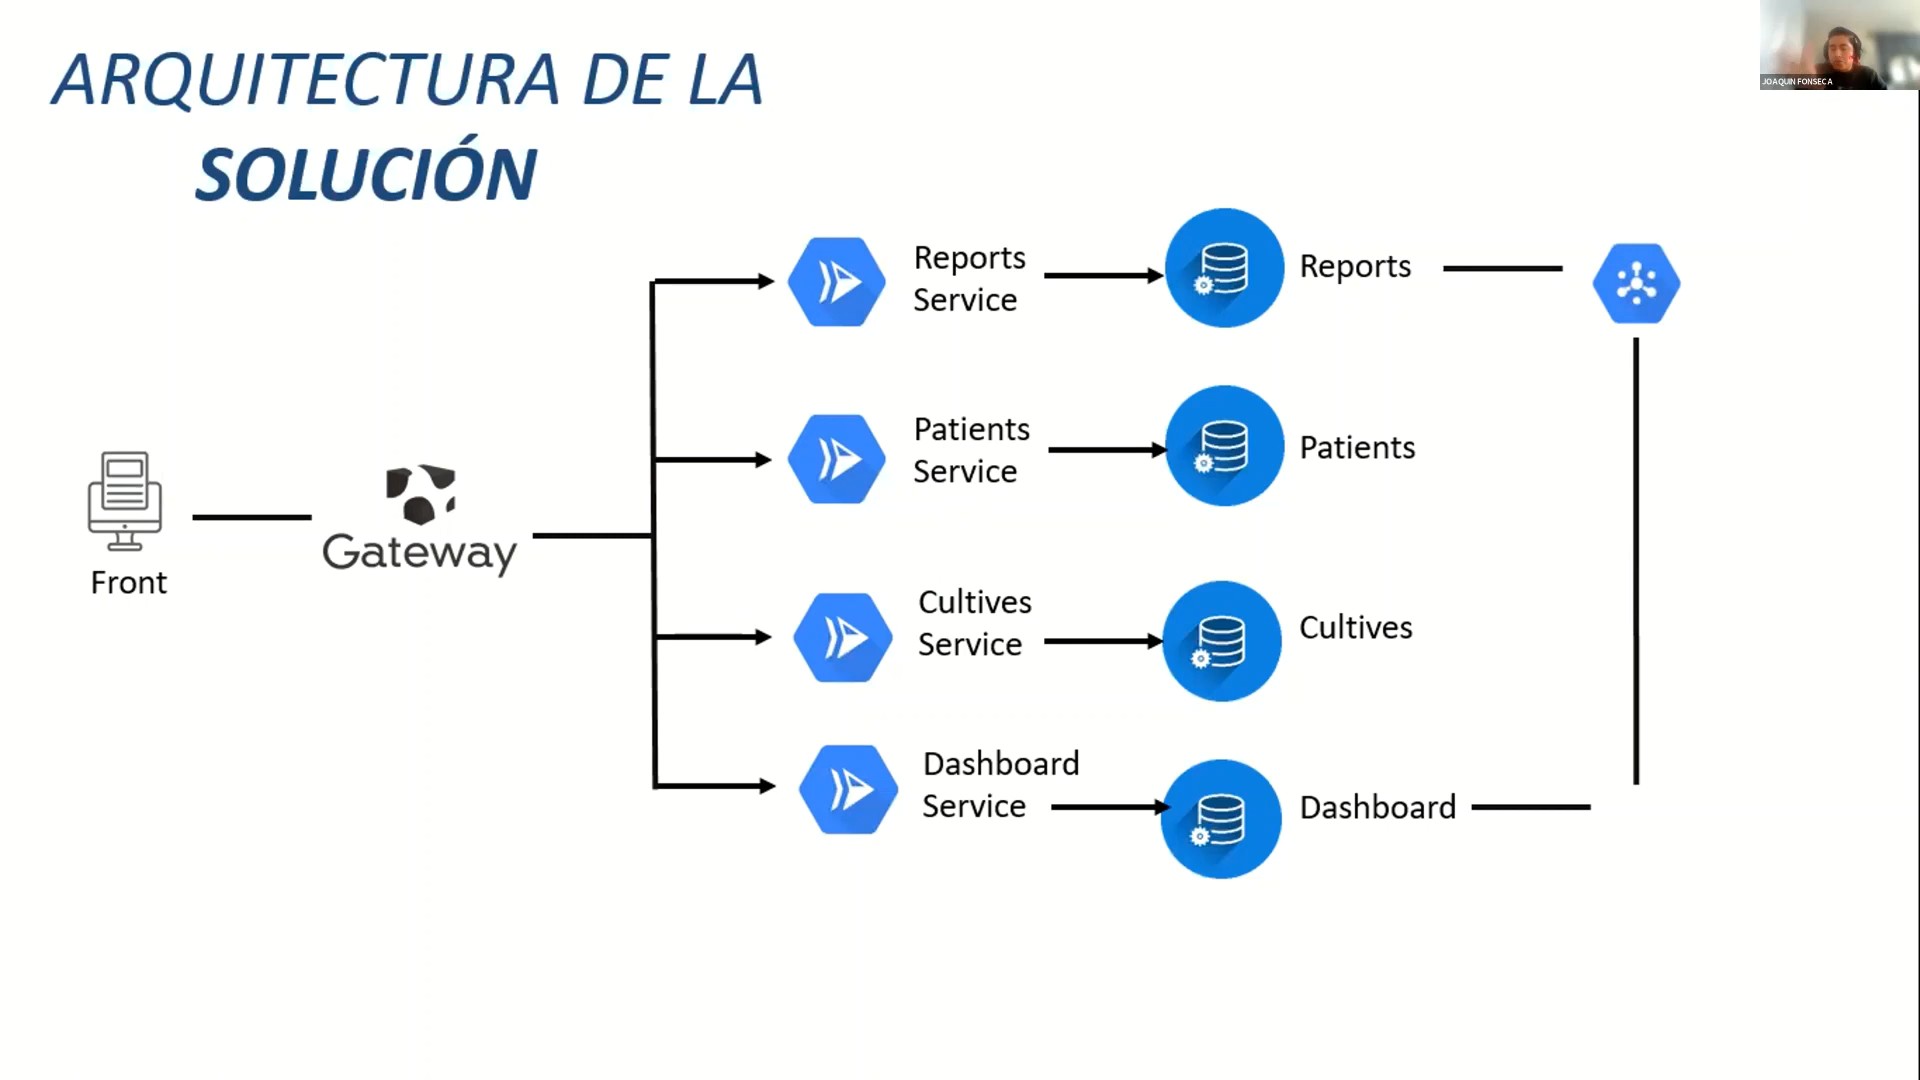 ARQUITECTURA DE LA
SOLUCIÓN
JOAQUIN FONSECA
Reports
Service
Reports
Patients
Service
Patients
Front
Gateway
Cultives
Service
Cultives
Dashboard
Service
Dashboard